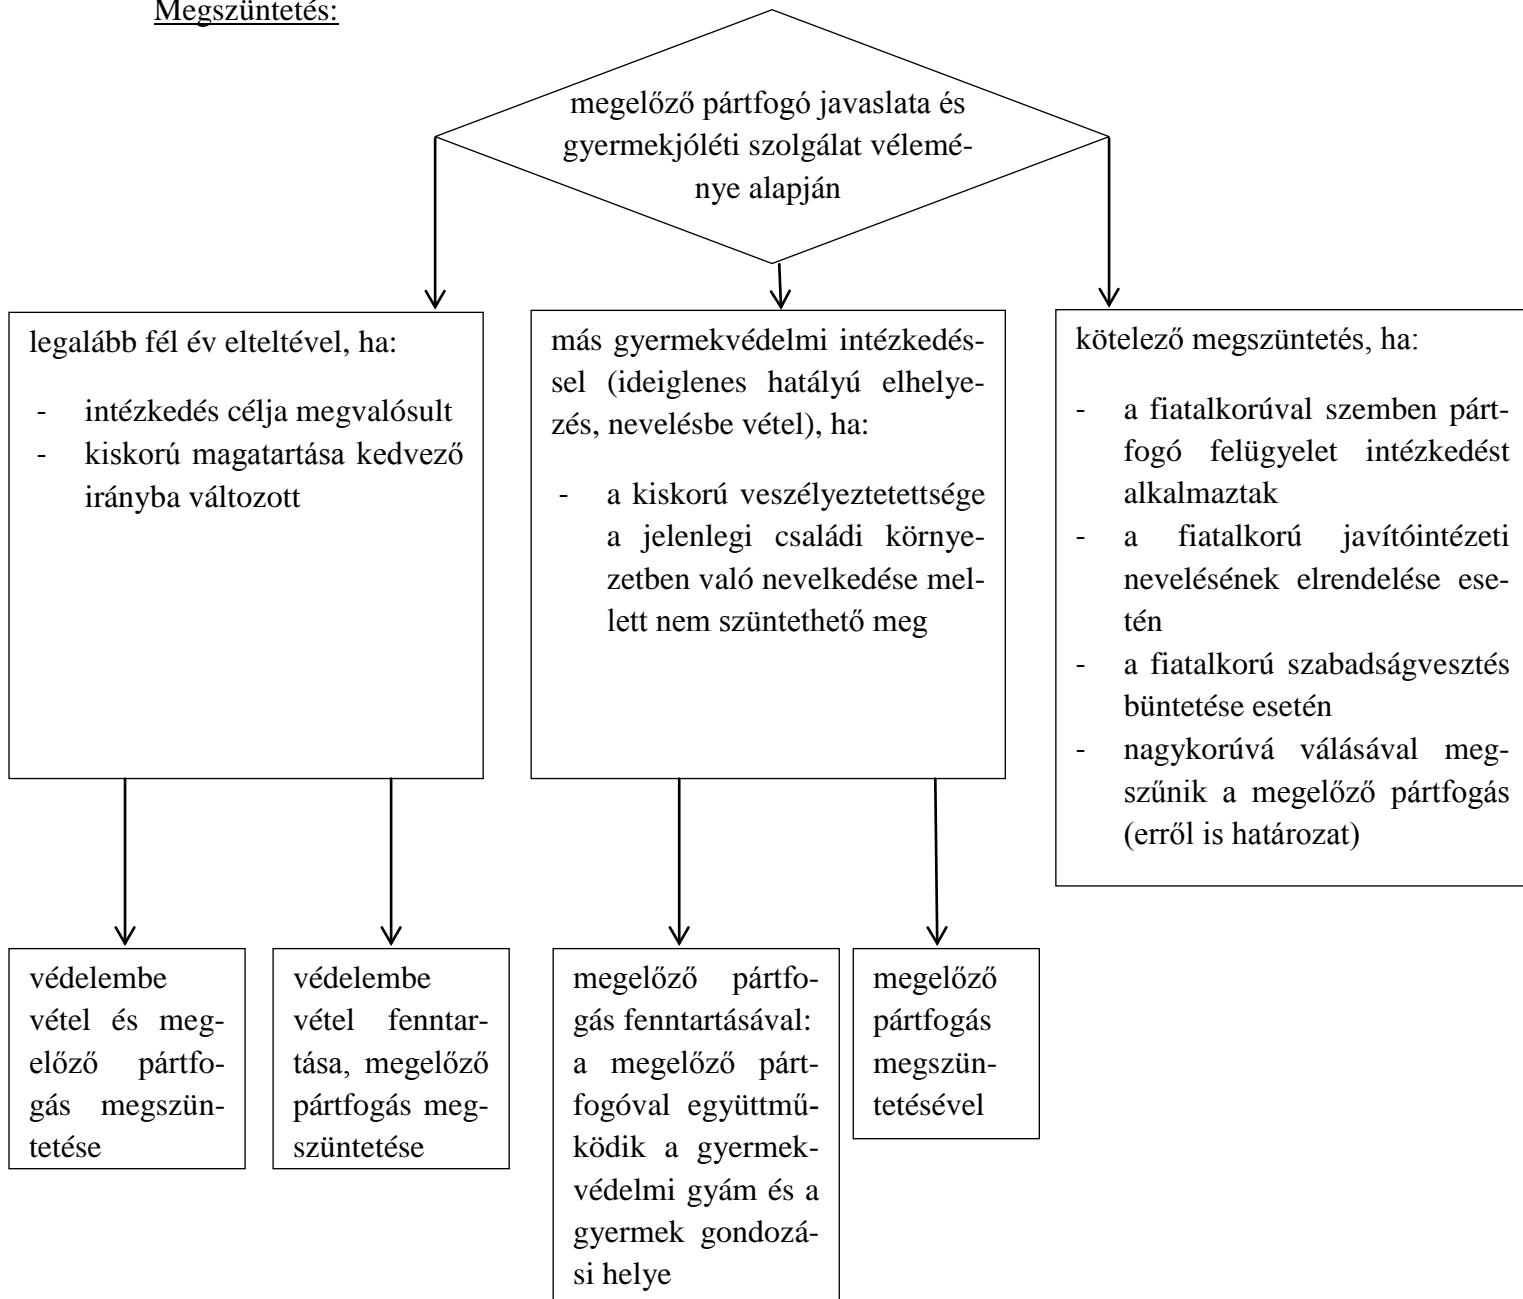 Megszüntetés:
megelőző pártfogó javaslata és
gyermekjóléti szolgálat vélemé-
nye alapján
legalább fél év elteltével, ha:
- intézkedés célja megvalósult
- kiskorú magatartása kedvező
irányba változott
más gyermekvédelmi intézkedés-
sel (ideiglenes hatályú elhelye-
zés, nevelésbe vétel), ha:
- a kiskorú veszélyeztetettsége
a jelenlegi családi környe-
zetben való nevelkedése mel-
lett nem szüntethető meg
kötelező megszüntetés, ha:
- a fiatalkorúval szemben párt-
fogó felügyelet intézkedést
alkalmaztak
- a fiatalkorú javítóintézeti
nevelésének elrendelése ese-
tén
- a fiatalkorú szabadságvesztés
büntetése esetén
- nagykorúvá válásával meg-
szűnik a megelőző pártfogás
(erről is határozat)
védelembe
vétel és meg-
előző pártfo-
gás megszün-
tetése
védelembe
vétel fenntar-
tása, megelőző
pártfogás meg-
szüntetése
megelőző pártfo-
gás fenntartásával:
a megelőző párt-
fogóval együttmű-
ködik a gyermek-
védelmi gyám és a
gyermek gondozá-
si helye
megelőző
pártfogás
megszün-
tetésével